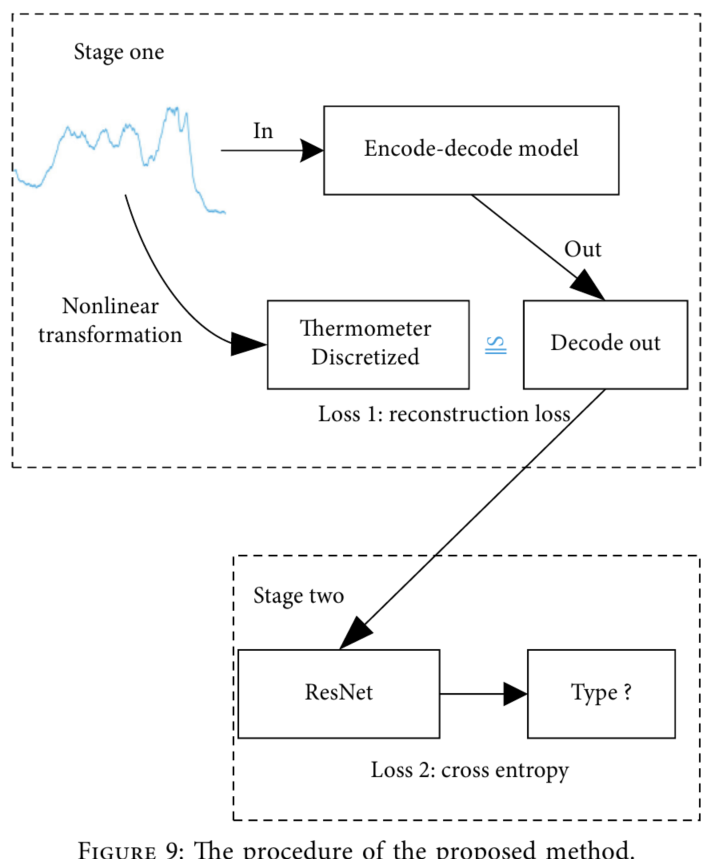 Stage one
In
Encode-decode model
Out
Nonlinear
transformation
Thermometer
Discretized
≌
Decode out
Loss 1: reconstruction loss
Stage two
ResNet
Type ?
Loss 2: cross entropy
FIGURE 9: The procedure of the proposed method.